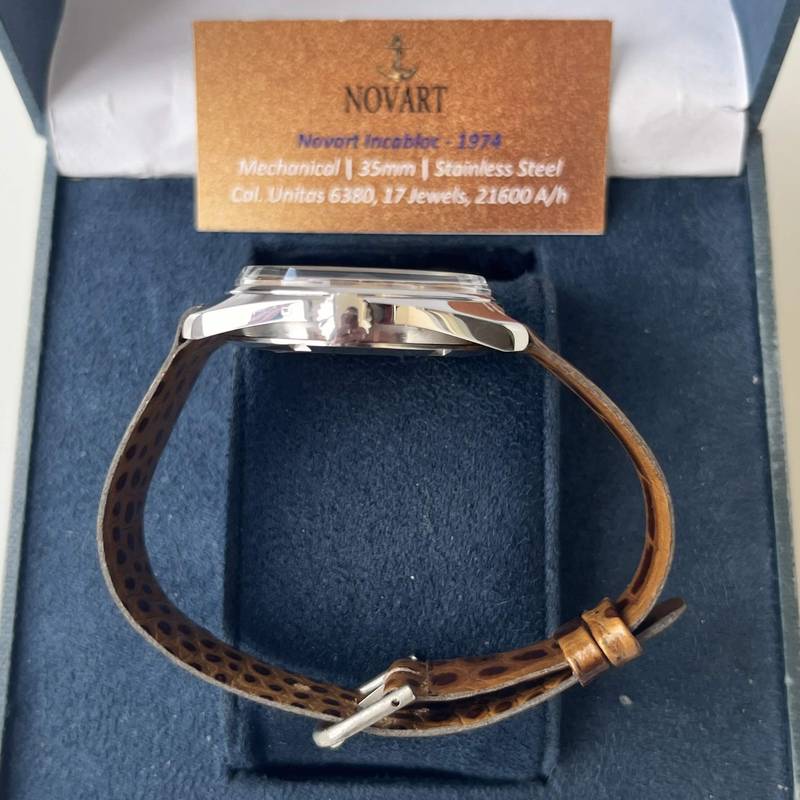 NOVART
Novart Incabloc - 1974
Mechanical | 35mm | Stainless Steel
Cal. Unitas 6380, 17 Jewels, 21600 A/h